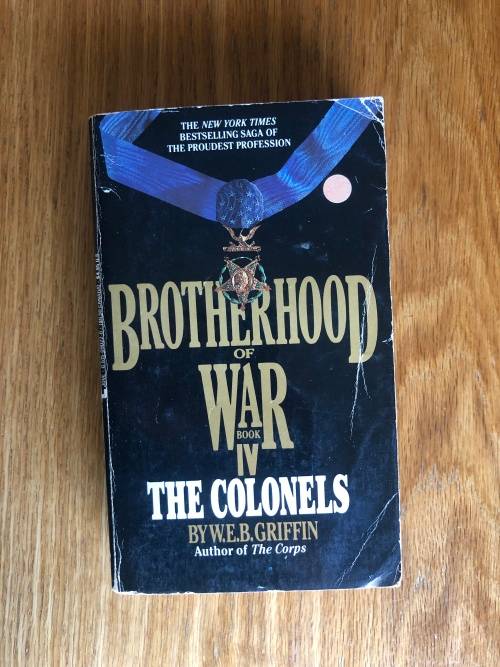 THE NEW YORK TIMES
BESTSELLING SAGA OF
THE PROUDEST PROFESSION
BROTHERHOOD
OF
WAR
BOOK
IV
THE COLONELS
BY W.E.B. GRIFFIN
Author of The Corps